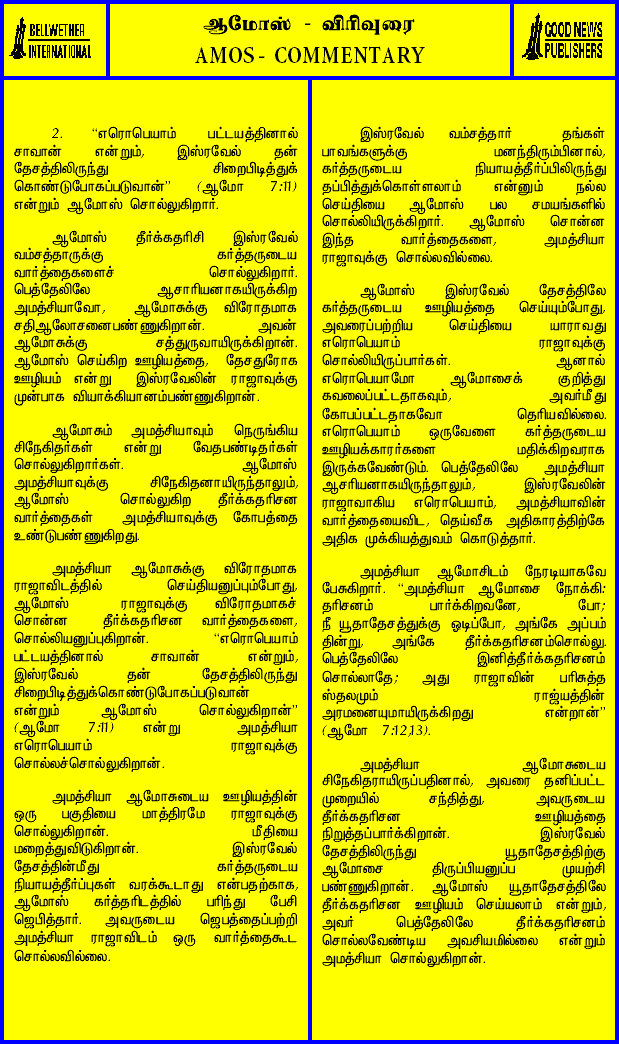 BELLWETHER
INTERNATIONAL
ஆமோஸ் - விரிவுரை
AMOS - COMMENTARY
GOOD NEWS
PUBLISHERS
2. “எரொபெயாம் பட்டயத்தினால்
சாவான் என்றும், இஸ்ரவேல் தன்
தேசத்திலிருந்து சிறைபிடித்துக்
கொண்டுபோகப்படுவான்” (ஆமோ 7:11)
என்றும் ஆமோஸ் சொல்லுகிறார்.
ஆமோஸ் தீர்க்கதரிசி இஸ்ரவேல்
வம்சத்தாருக்கு கர்த்தருடைய
வார்த்தைகளைச் சொல்லுகிறார்.
பெத்தேலிலே ஆசாரியனாகயிருக்கிற
அமத்சியாவோ, ஆமோசுக்கு விரோதமாக
சதிஆலோசனைபண்ணுகிறான். அவன்
ஆமோசுக்கு சத்துருவாயிருக்கிறான்.
ஆமோஸ் செய்கிற ஊழியத்தை, தேசதுரோக
ஊழியம் என்று இஸ்ரவேலின் ராஜாவுக்கு
முன்பாக வியாக்கியானம்பண்ணுகிறான்.
ஆமோசும் அமத்சியாவும் நெருங்கிய
சிநேகிதர்கள் என்று வேதபண்டிதர்கள்
சொல்லுகிறார்கள். ஆமோஸ்
அமத்சியாவுக்கு சிநேகிதனாயிருந்தாலும்,
ஆமோஸ் சொல்லுகிற தீர்க்கதரிசன
வார்த்தைகள் அமத்சியாவுக்கு கோபத்தை
உண்டுபண்ணுகிறது.
அமத்சியா ஆமோசுக்கு விரோதமாக
ராஜாவிடத்தில் செய்தியனுப்பும்போது,
ஆமோஸ் ராஜாவுக்கு விரோதமாகச்
சொன்ன தீர்க்கதரிசன வார்த்தைகளை,
சொல்லியனுப்புகிறான். “எரொபெயாம்
பட்டயத்தினால் சாவான் என்றும்,
இஸ்ரவேல் தன் தேசத்திலிருந்து
சிறைபிடித்துக்கொண்டுபோகப்படுவான்
என்றும் ஆமோஸ் சொல்லுகிறான்”
(ஆமோ 7:11) என்று அமத்சியா
எரொபெயாம் ராஜாவுக்கு
சொல்லச்சொல்லுகிறான்.
அமத்சியா ஆமோசுடைய ஊழியத்தின்
ஒரு பகுதியை மாத்திரமே ராஜாவுக்கு
சொல்லுகிறான். மீதியை
மறைத்துவிடுகிறான். இஸ்ரவேல்
தேசத்தின்மீது கர்த்தருடைய
நியாயத்தீர்ப்புகள் வரக்கூடாது என்பதற்காக,
ஆமோஸ் கர்த்தரிடத்தில் பரிந்து பேசி
ஜெபித்தார். அவருடைய ஜெபத்தைப்பற்றி
அமத்சியா ராஜாவிடம் ஒரு வார்த்தைகூட
சொல்லவில்லை.
இஸ்ரவேல் வம்சத்தார் தங்கள்
பாவங்களுக்கு மனந்திரும்பினால்,
கர்த்தருடைய நியாயத்தீர்ப்பிலிருந்து
தப்பித்துக்கொள்ளலாம் என்னும் நல்ல
செய்தியை ஆமோஸ் பல சமயங்களில்
சொல்லியிருக்கிறார். ஆமோஸ் சொன்ன
இந்த வார்த்தைகளை, அமத்சியா
ராஜாவுக்கு சொல்லவில்லை.
ஆமோஸ் இஸ்ரவேல் தேசத்திலே
கர்த்தருடைய ஊழியத்தை செய்யும்போது,
அவரைப்பற்றிய செய்தியை யாராவது
எரொபெயாம் ராஜாவுக்கு
சொல்லியிருப்பார்கள். ஆனால்
எரொபெயாமோ ஆமோசைக் குறித்து
கவலைப்பட்டதாகவும், அவர்மீது
கோபப்பட்டதாகவோ தெரியவில்லை.
எரொபெயாம் ஒருவேளை கர்த்தருடைய
ஊழியக்காரர்களை மதிக்கிறவராக
இருக்கவேண்டும். பெத்தேலிலே அமத்சியா
ஆசரியனாகயிருந்தாலும், இஸ்ரவேலின்
ராஜாவாகிய எரொபெயாம், அமத்சியாவின்
வார்த்தையைவிட, தெய்வீக அதிகாரத்திற்கே
அதிக முக்கியத்துவம் கொடுத்தார்.
அமத்சியா ஆமோசிடம் நேரடியாகவே
பேசுகிறார். “அமத்சியா ஆமோசை நோக்கி:
தரிசனம் பார்க்கிறவனே, போ;
நீ யூதாதேசத்துக்கு ஓடிப்போ, அங்கே அப்பம்
தின்று, அங்கே தீர்க்கதரிசனம்சொல்லு.
பெத்தேலிலே இனித்தீர்க்கதரிசனம்
சொல்லாதே; அது ராஜாவின் பரிசுத்த
ஸ்தலமும் ராஜ்யத்தின்
அரமனையுமாயிருக்கிறது என்றான்”
(ஆமோ 7:12,13).
அமத்சியா ஆமோசுடைய
சிநேகிதராயிருப்பதினால், அவரை தனிப்பட்ட
முறையில் சந்தித்து, அவருடைய
தீர்க்கதரிசன ஊழியத்தை
நிறுத்தப்பார்க்கிறான். இஸ்ரவேல்
தேசத்திலிருந்து யூதாதேசத்திற்கு
ஆமோசை திருப்பியனுப்ப முயற்சி
பண்ணுகிறான். ஆமோஸ் யூதாதேசத்திலே
தீர்க்கதரிசன ஊழியம் செய்யலாம் என்றும்,
அவர் பெத்தேலிலே தீர்க்கதரிசனம்
சொல்லவேண்டிய அவசியமில்லை என்றும்
அமத்சியா சொல்லுகிறான்.